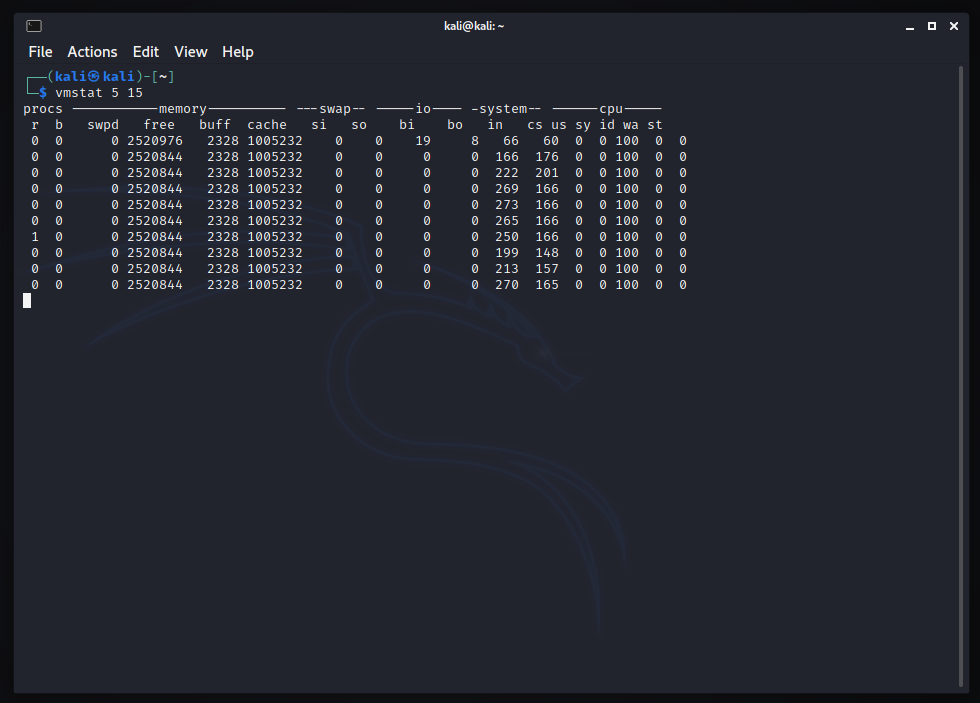 kali@kali: ~
File Actions Edit View Help
┌──(kali㉿kali)-[~]
└─$ vmstat 5 15
procs -----------memory---------- ---swap-- -----io---- -system-- ------cpu-----
 r  b   swpd   free   buff  cache   si   so    bi    bo   in   cs us sy id wa st
 0  0      0 2520976   2328 1005232    0    0    19     8   66   60  0  0 100  0  0
 0  0      0 2520844   2328 1005232    0    0     0     0  166  176  0  0 100  0  0
 0  0      0 2520844   2328 1005232    0    0     0     0  222  201  0  0 100  0  0
 0  0      0 2520844   2328 1005232    0    0     0     0  269  166  0  0 100  0  0
 0  0      0 2520844   2328 1005232    0    0     0     0  273  166  0  0 100  0  0
 0  0      0 2520844   2328 1005232    0    0     0     0  265  166  0  0 100  0  0
 1  0      0 2520844   2328 1005232    0    0     0     0  250  166  0  0 100  0  0
 0  0      0 2520844   2328 1005232    0    0     0     0  199  148  0  0 100  0  0
 0  0      0 2520844   2328 1005232    0    0     0     0  213  157  0  0 100  0  0
 0  0      0 2520844   2328 1005232    0    0     0     0  270  165  0  0 100  0  0